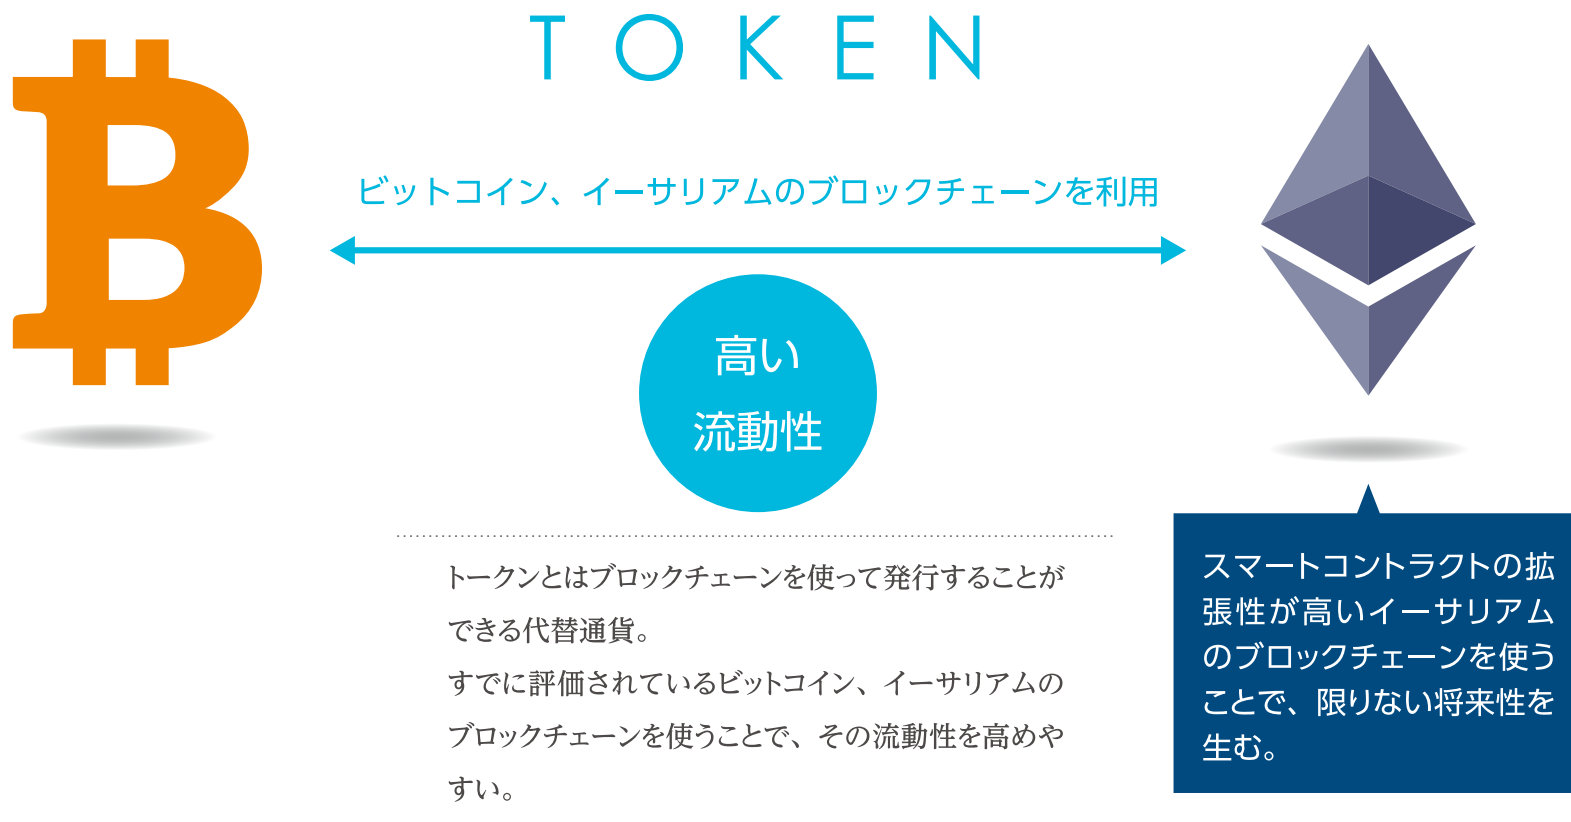 TOKEN
ビットコイン、イーサリアムのブロックチェーンを利用
高い
流動性
トークンとはブロックチェーンを使って発行することが
できる代替通貨。
すでに評価されているビットコイン、イーサリアムの
ブロックチェーンを使うことで、その流動性を高めや
すい。
スマートコントラクトの拡
張性が高いイーサリアム
のブロックチェーンを使う
ことで、限りない将来性を
生む。